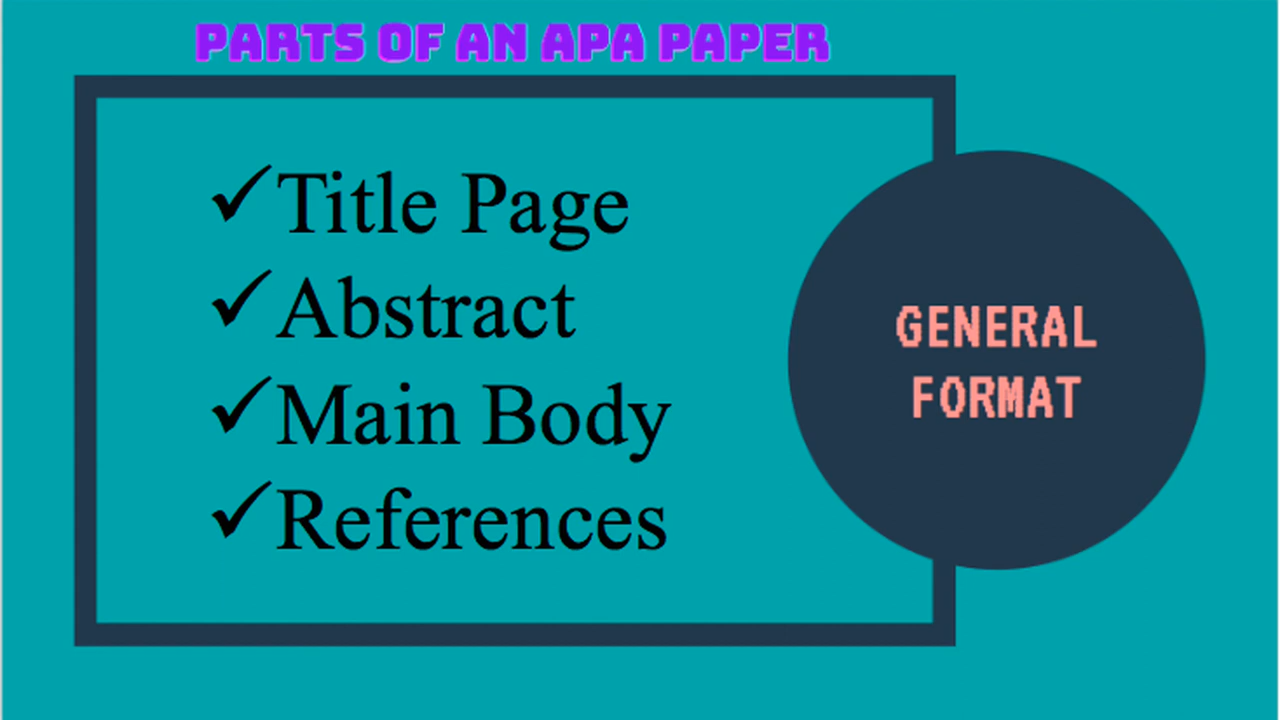 PARTS OF AN APA PAPER
✓Title Page
✓Abstract
✓Main Body
✓References
GENERAL
FORMAT